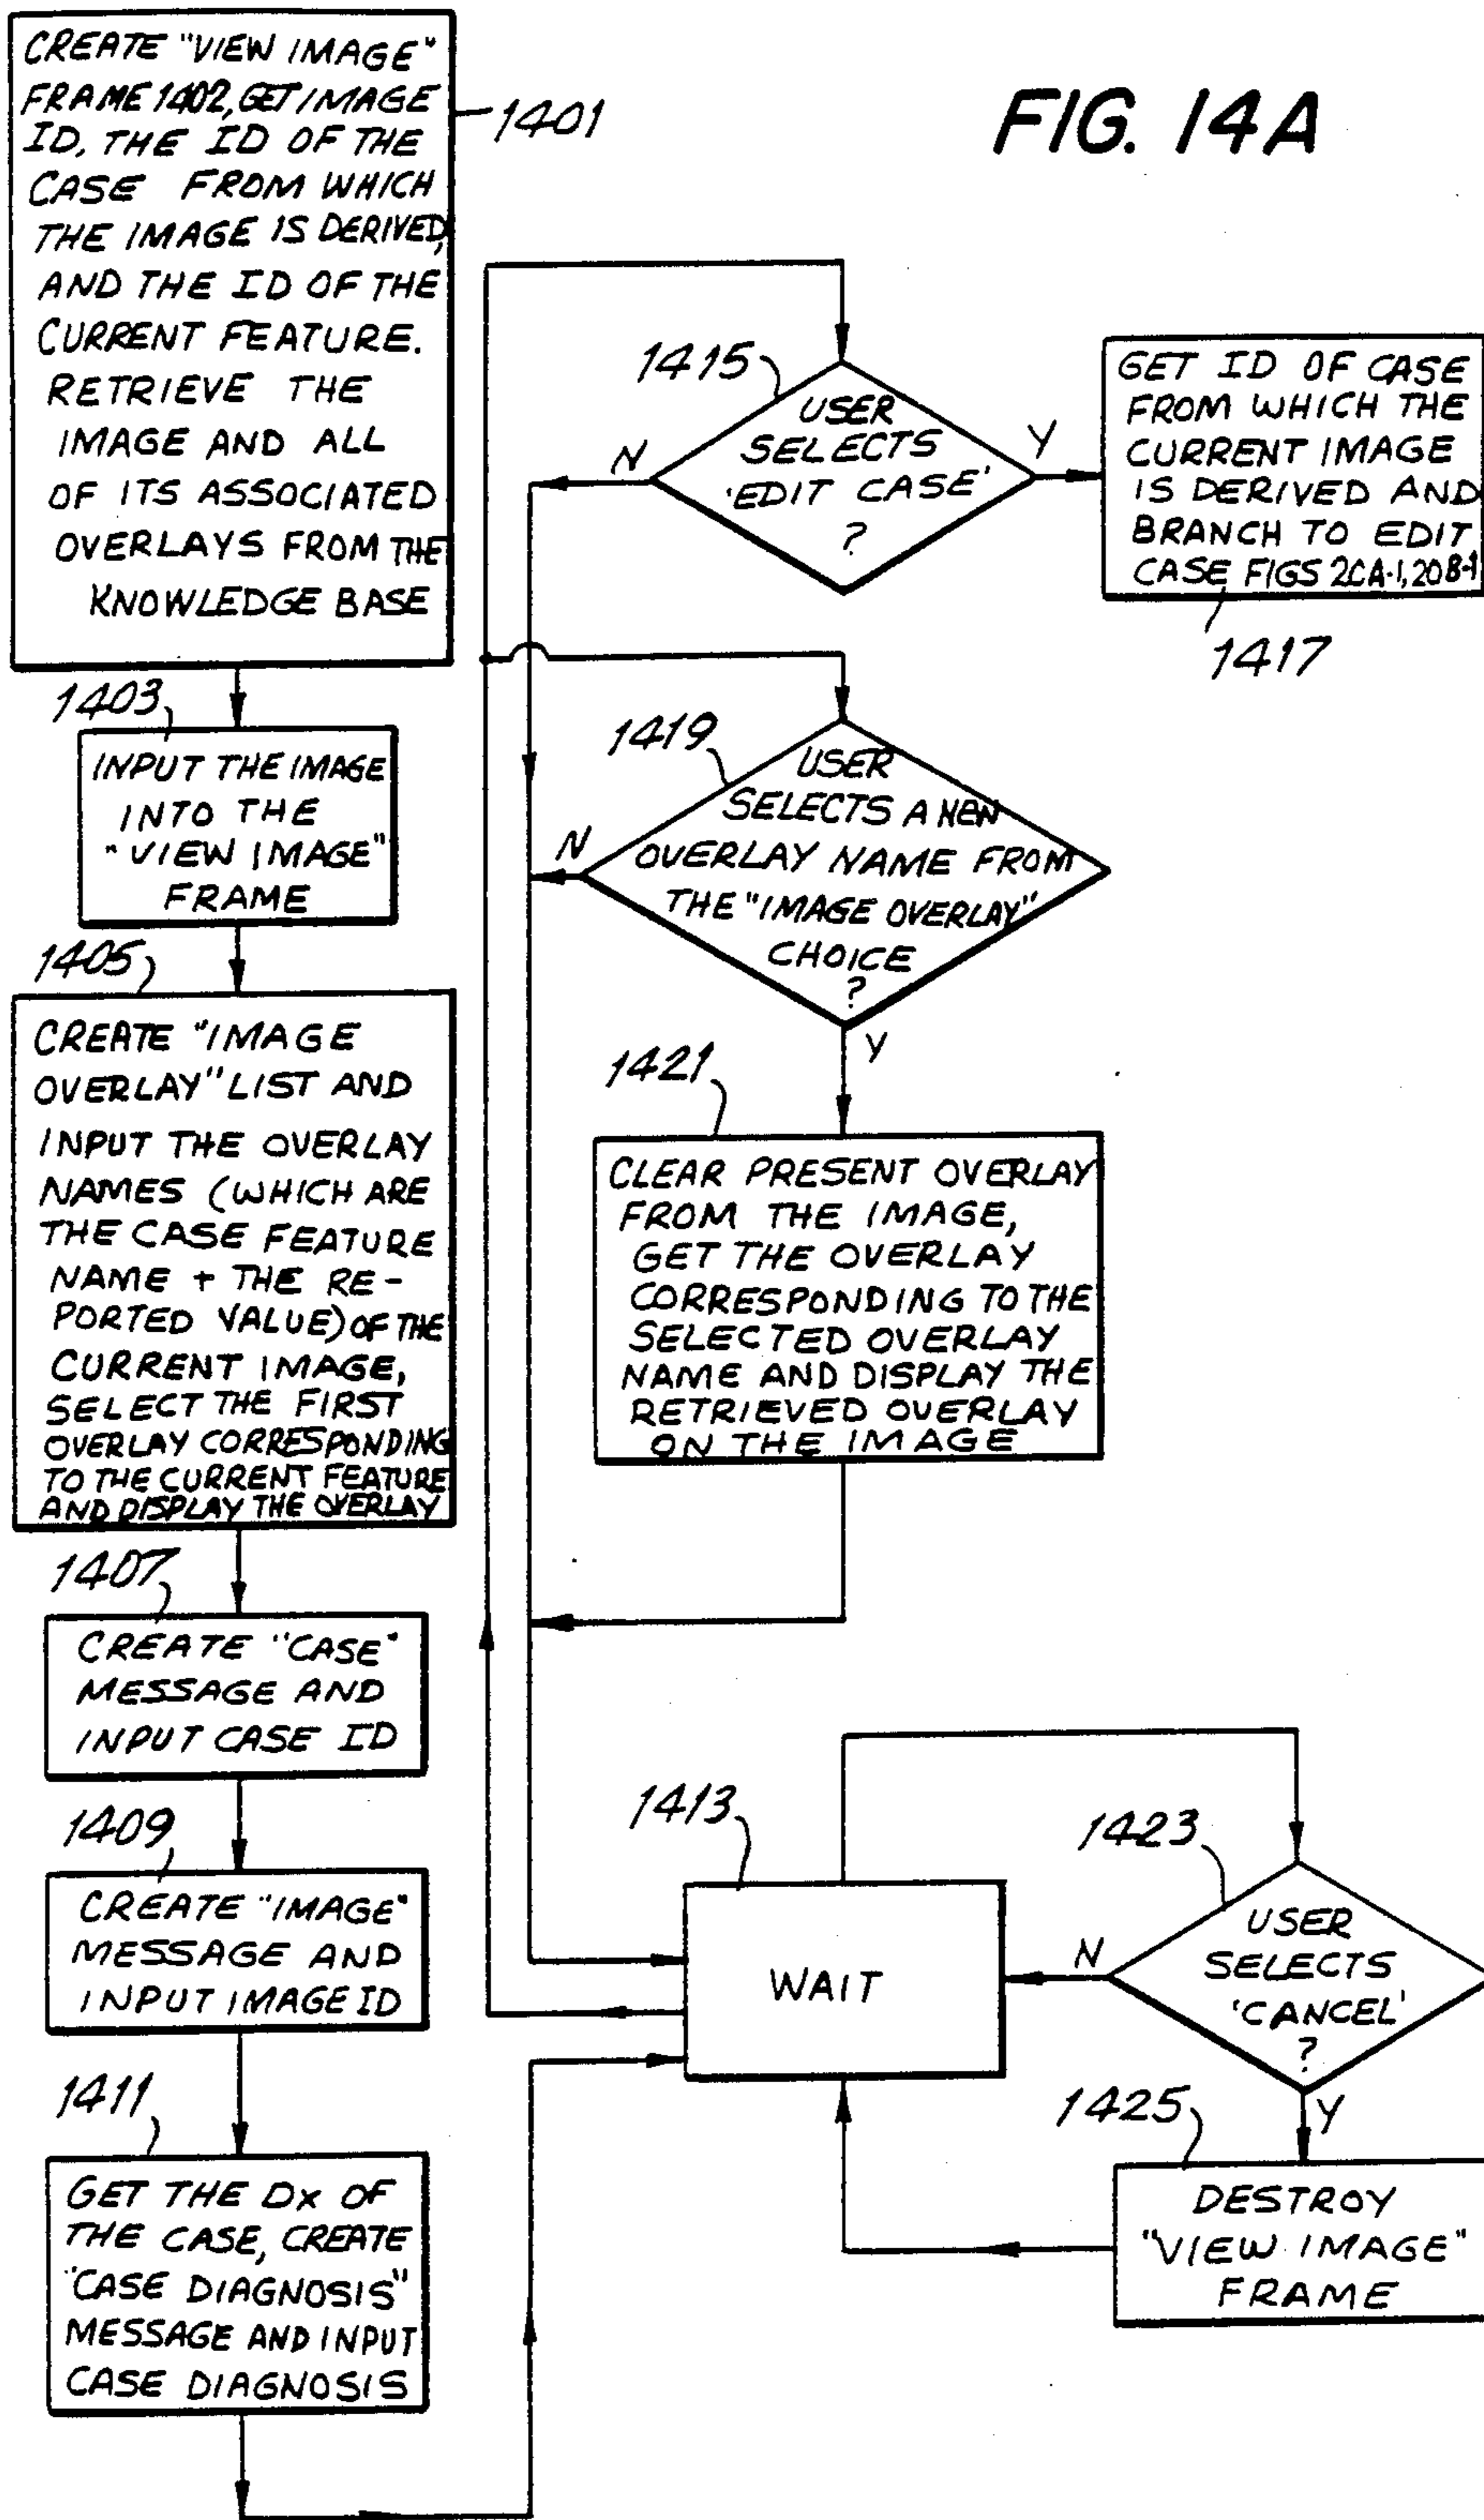 FIG. 14A
CREATE "VIEW IMAGE"
FRAME 1402, GET IMAGE
ID, THE ID OF THE
CASE FROM WHICH
THE IMAGE IS DERIVED,
AND THE ID OF THE
CURRENT FEATURE.
RETRIEVE THE
IMAGE AND ALL
OF ITS ASSOCIATED
OVERLAYS FROM THE
KNOWLEDGE BASE
1401
1403
INPUT THE IMAGE
INTO THE
"VIEW IMAGE"
FRAME
1405
CREATE "IMAGE
OVERLAY" LIST AND
INPUT THE OVERLAY
NAMES (WHICH ARE
THE CASE FEATURE
NAME + THE RE-
PORTED VALUE) OF THE
CURRENT IMAGE,
SELECT THE FIRST
OVERLAY CORRESPONDING
TO THE CURRENT FEATURE
AND DISPLAY THE OVERLAY
1407
CREATE "CASE"
MESSAGE AND
INPUT CASE ID
1409
CREATE "IMAGE"
MESSAGE AND
INPUT IMAGE ID
1411
GET THE Dx OF
THE CASE, CREATE
"CASE DIAGNOSIS"
MESSAGE AND INPUT
CASE DIAGNOSIS
1415
USER
SELECTS
'EDIT CASE'
?
N
Y
GET ID OF CASE
FROM WHICH THE
CURRENT IMAGE
IS DERIVED AND
BRANCH TO EDIT
CASE FIGS 20A-1, 20B-1
1417
1419
USER
SELECTS A NEW
OVERLAY NAME FROM
THE "IMAGE OVERLAY"
CHOICE
?
N
Y
1421
CLEAR PRESENT OVERLAY
FROM THE IMAGE,
GET THE OVERLAY
CORRESPONDING TO THE
SELECTED OVERLAY
NAME AND DISPLAY THE
RETRIEVED OVERLAY
ON THE IMAGE
1413
WAIT
1423
USER
SELECTS
'CANCEL'
?
N
Y
1425
DESTROY
"VIEW IMAGE"
FRAME